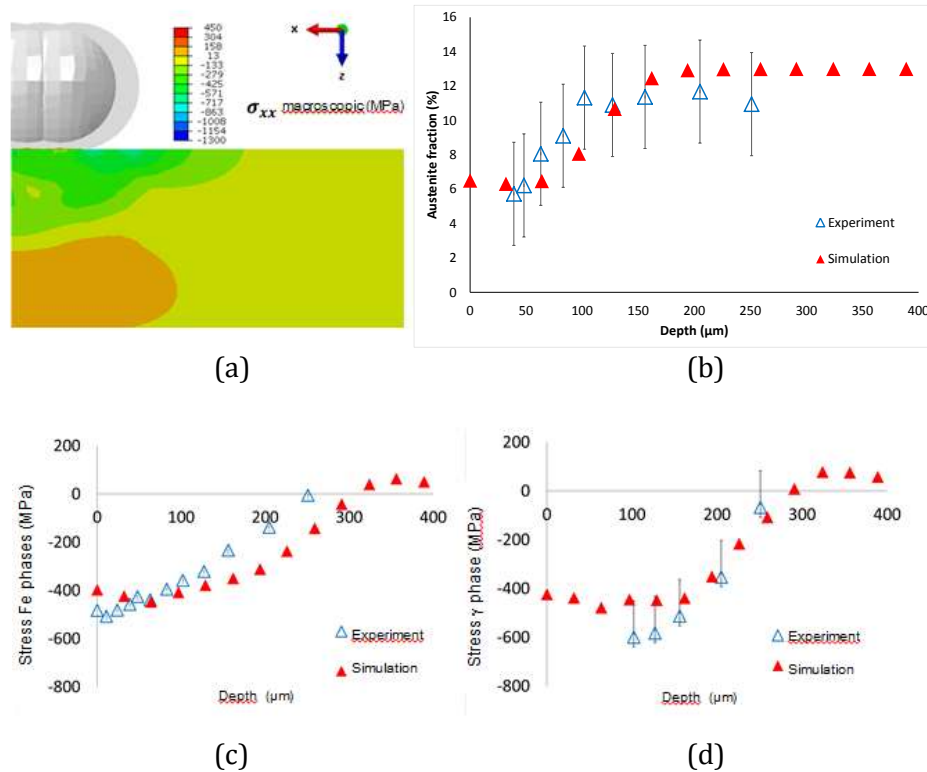 450
304
158
13
-133
-279
-425
-571
-717
-863
-1008
-1154
-1300
x
z
σxx macroscopic (MPa)
(a)
Austenite fraction (%)
16
14
12
10
8
6
4
2
0
0 50 100 150 200 250 300 350 400
Depth (μm)
Experiment
Simulation
(b)
Stress Fe phases (MPa)
200
0
-200
-400
-600
-800
0 100 200 300 400
Experiment
Simulation
Depth (μm)
(c)
Stress γ phase (MPa)
200
0
-200
-400
-600
-800
0 100 200 300 400
Experiment
Simulation
Depth (μm)
(d)